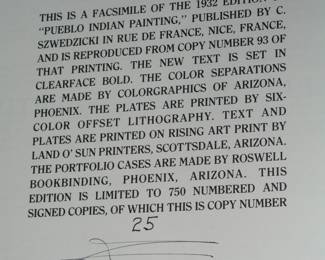 THIS IS A FACSIMILE OF THE 1932 EDITION OF
"PUEBLO INDIAN PAINTING," PUBLISHED BY C.
SZWEDZICKI IN RUE DE FRANCE, NICE, FRANCE,
AND IS REPRODUCED FROM COPY NUMBER 93 OF
THAT PRINTING. THE NEW TEXT IS SET IN
CLEARFACE BOLD. THE COLOR SEPARATIONS
ARE MADE BY COLORGRAPHICS OF ARIZONA,
PHOENIX. THE PLATES ARE PRINTED BY SIX-
COLOR OFFSET LITHOGRAPHY. TEXT AND
PLATES ARE PRINTED ON RISING ART PRINT BY
LAND O' SUN PRINTERS, SCOTTSDALE, ARIZONA.
THE PORTFOLIO CASES ARE MADE BY ROSWELL
BOOKBINDING, PHOENIX, ARIZONA. THIS
EDITION IS LIMITED TO 750 NUMBERED AND
SIGNED COPIES, OF WHICH THIS IS COPY NUMBER
25